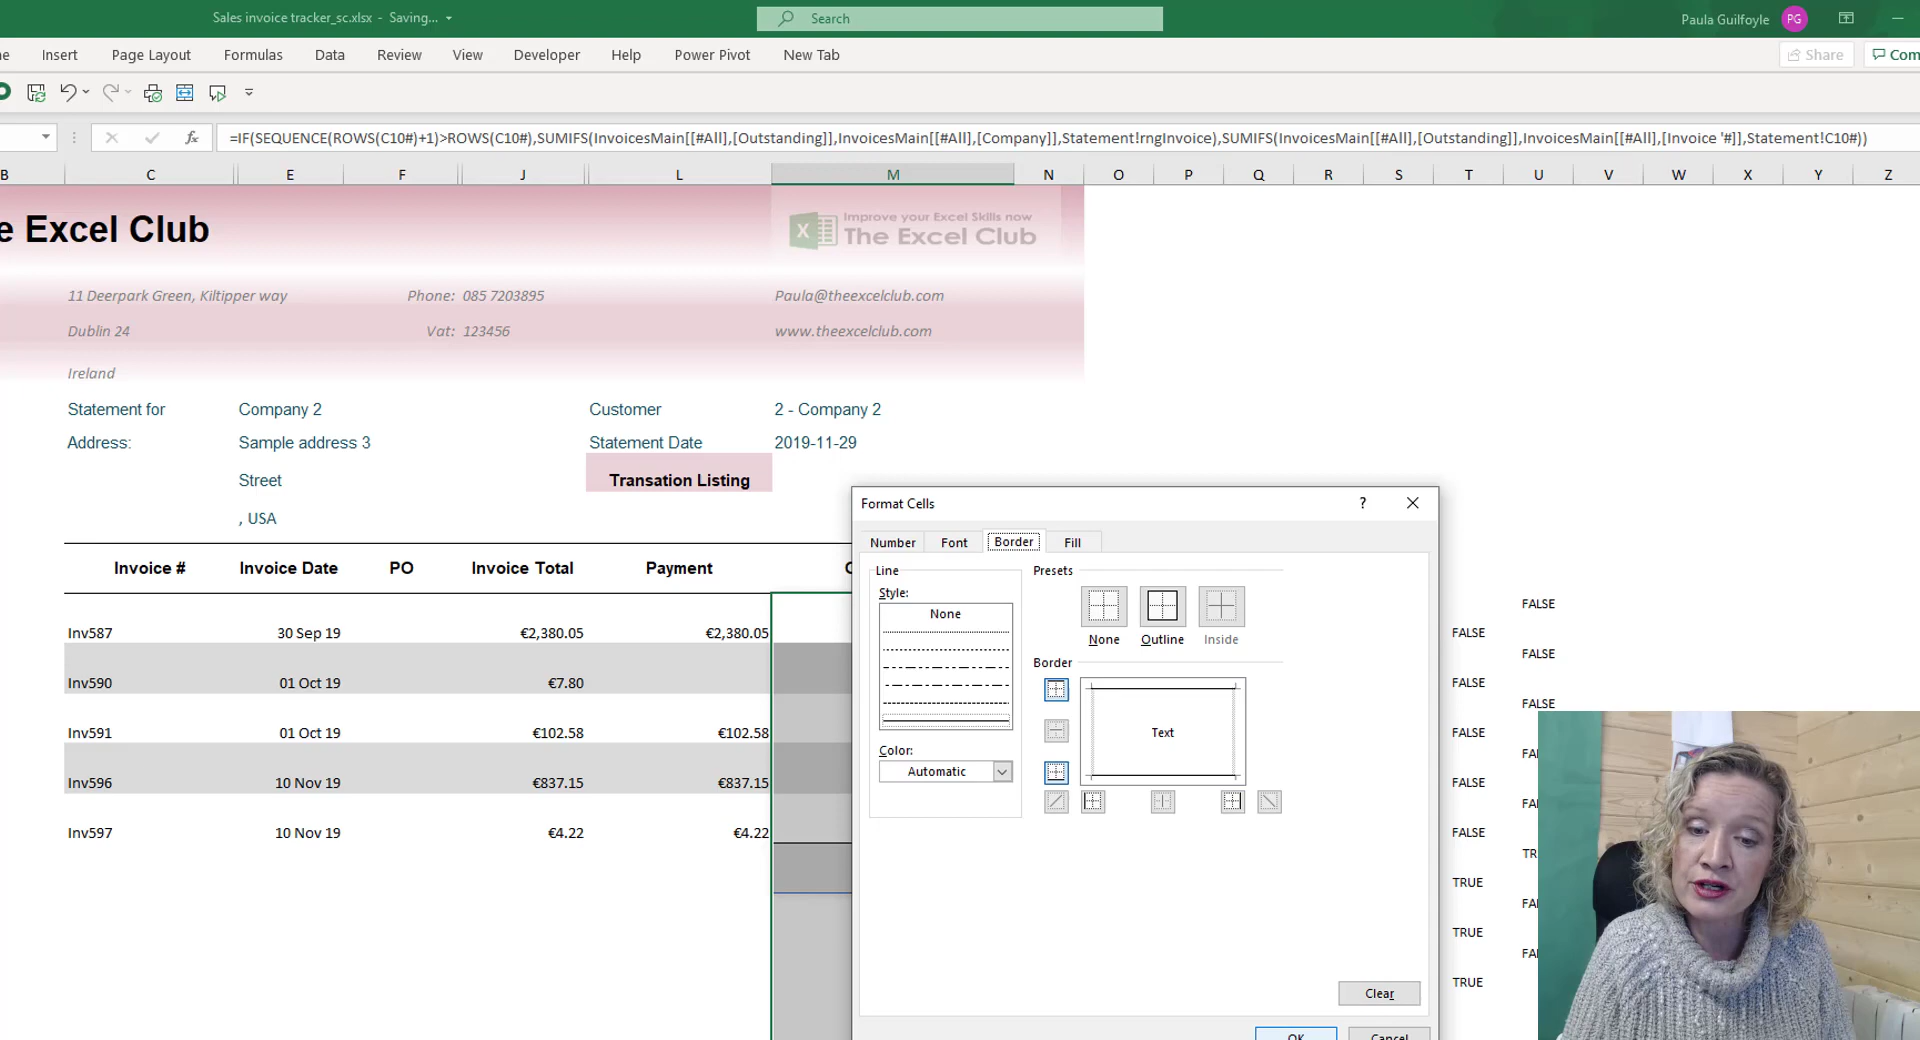 Sales invoice tracker_sc.xlsx - Saving...
Search
Paula Guilfoyle PG
Insert Page Layout Formulas Data Review View Developer Help Power Pivot New Tab
Share
=IF(SEQUENCE(ROWS(C10#)+1)>ROWS(C10#),SUMIFS(InvoicesMain[[#All],[Outstanding]],InvoicesMain[[#All],[Company]],Statement!rngInvoice),SUMIFS(InvoicesMain[[#All],[Outstanding]],InvoicesMain[[#All],[Invoice '#]],Statement!C10#))
B C E F J L M N O P Q R S T U V W X Y Z
Excel Club
Improve your Excel Skills now
The Excel Club
11 Deerpark Green, Kiltipper way Phone: 085 7203895 Paula@theexcelclub.com
Dublin 24 Vat: 123456 www.theexcelclub.com
Ireland
Statement for Company 2 Customer 2 - Company 2
Address: Sample address 3 Statement Date 2019-11-29
Street Transation Listing
, USA
Invoice # Invoice Date PO Invoice Total Payment
Inv587 30 Sep 19 €2,380.05 €2,380.05
Inv590 01 Oct 19 €7.80
Inv591 01 Oct 19 €102.58 €102.58
Inv596 10 Nov 19 €837.15 €837.15
Inv597 10 Nov 19 €4.22 €4.22
Format Cells ?
Number Font Border Fill
Line
Style:
None
Color:
Automatic
Presets
None Outline Inside
Border
Text
Clear
OK Cancel
FALSE
FALSE
FALSE
FALSE
FALSE
FALSE
FALSE
FALSE
TRUE
TRUE
TRUE